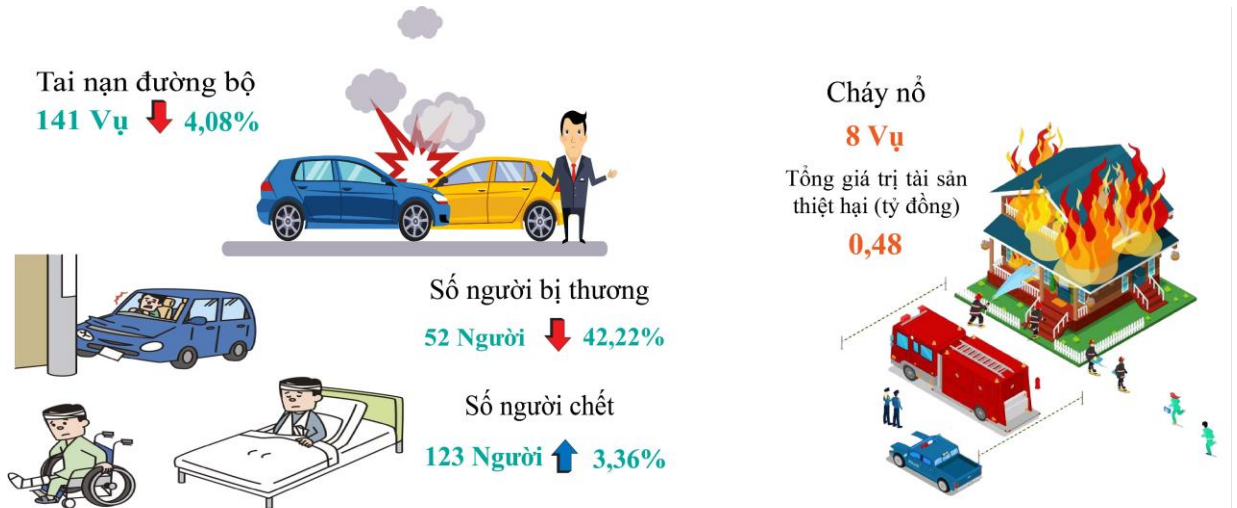 Tai nạn đường bộ
141 Vụ 4,08%
Số người bị thương
52 Người 42,22%
Số người chết
123 Người 3,36%
Cháy nổ
8 Vụ
Tổng giá trị tài sản
thiệt hại (tỷ đồng)
0,48